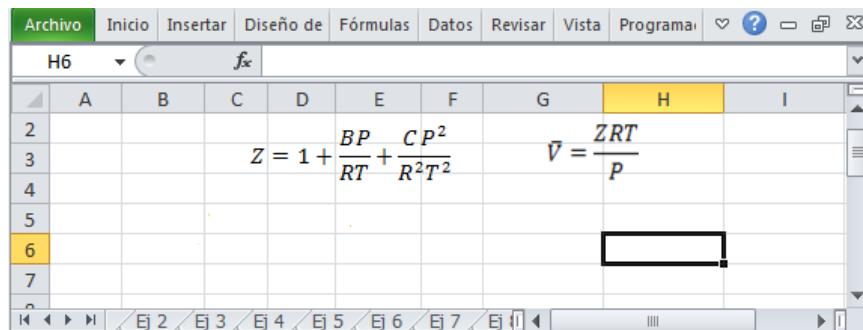 Archivo Inicio Insertar Diseño de Fórmulas Datos Revisar Vista Programa
H6 fx
A B C D E F G H I
2
3
4
5
6
7
Z = 1 + BP/RT + CP²/R²T²
V̄ = ZRT/P
Ej 2 Ej 3 Ej 4 Ej 5 Ej 6 Ej 7 Ej